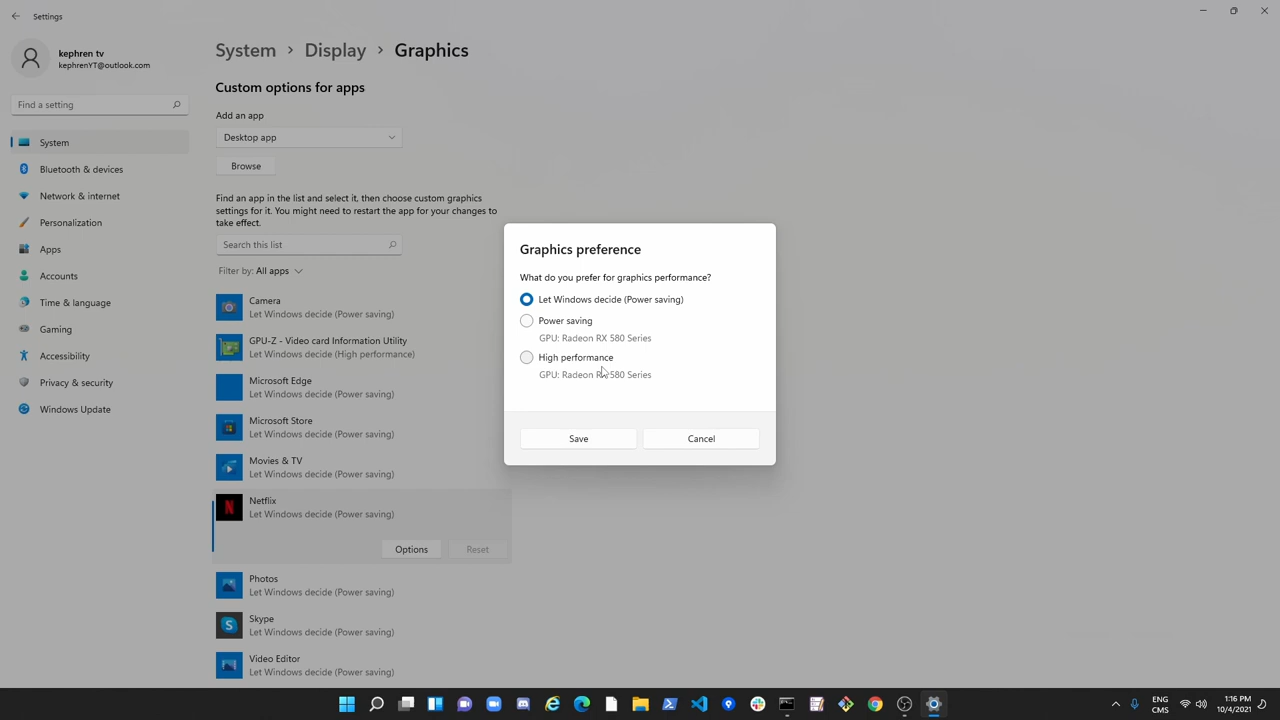 Settings
kephren tv
kephrenYT@outlook.com
Find a setting
System
Bluetooth & devices
Network & internet
Personalization
Apps
Accounts
Time & language
Gaming
Accessibility
Privacy & security
Windows Update
System > Display > Graphics
Custom options for apps
Add an app
Desktop app
Browse
Find an app in the list and select it, then choose custom graphics
settings for it. You might need to restart the app for your changes to
take effect.
Search this list
Filter by: All apps
Camera
Let Windows decide (Power saving)
GPU-Z - Video card Information Utility
Let Windows decide (High performance)
Microsoft Edge
Let Windows decide (Power saving)
Microsoft Store
Let Windows decide (Power saving)
Movies & TV
Let Windows decide (Power saving)
Netflix
Let Windows decide (Power saving)
Options Reset
Photos
Let Windows decide (Power saving)
Skype
Let Windows decide (Power saving)
Video Editor
Let Windows decide (Power saving)
Graphics preference
What do you prefer for graphics performance?
Let Windows decide (Power saving)
Power saving
GPU: Radeon RX 580 Series
High performance
GPU: Radeon RX 580 Series
Save Cancel
ENG
CMS
1:16 PM
10/4/2021